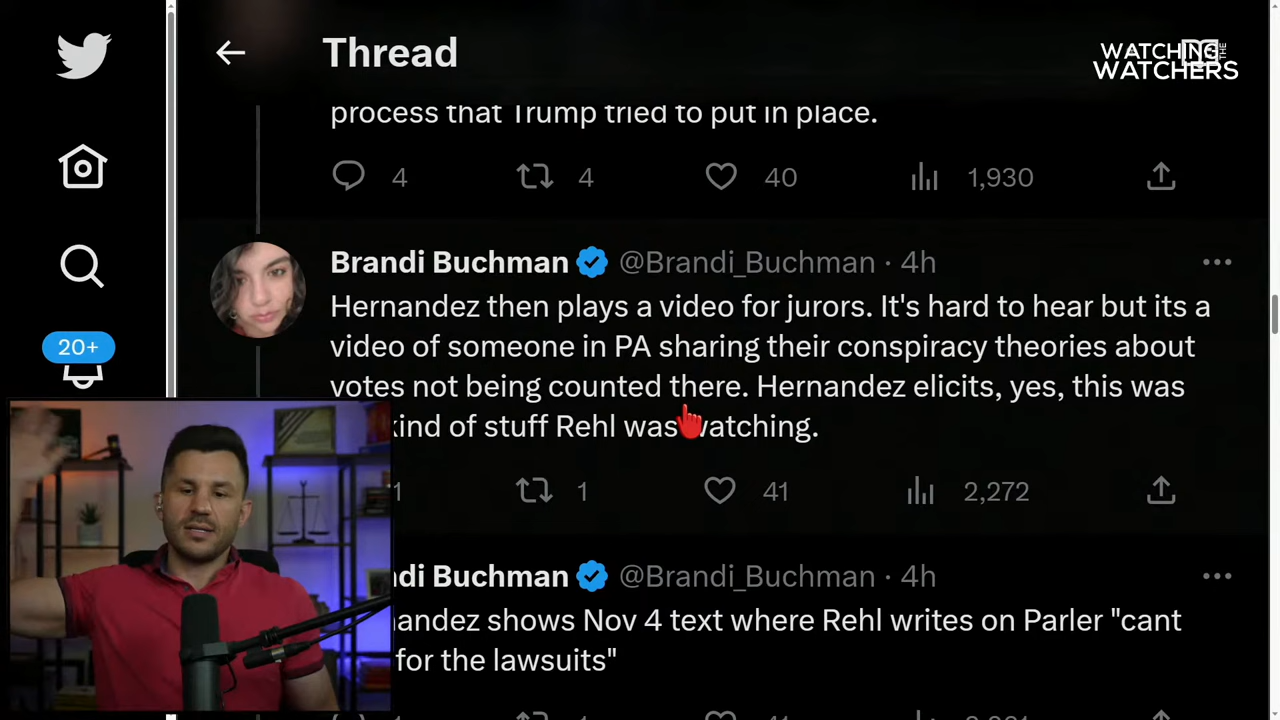 Thread
WATCHING THE
WATCHERS
process that Trump tried to put in place.
4 4 40 1,930
Brandi Buchman @Brandi_Buchman · 4h
Hernandez then plays a video for jurors. It's hard to hear but its a
video of someone in PA sharing their conspiracy theories about
votes not being counted there. Hernandez elicits, yes, this was
kind of stuff Rehl was watching.
20+
1 1 41 2,272
di Buchman @Brandi_Buchman · 4h
nandez shows Nov 4 text where Rehl writes on Parler "cant
for the lawsuits"